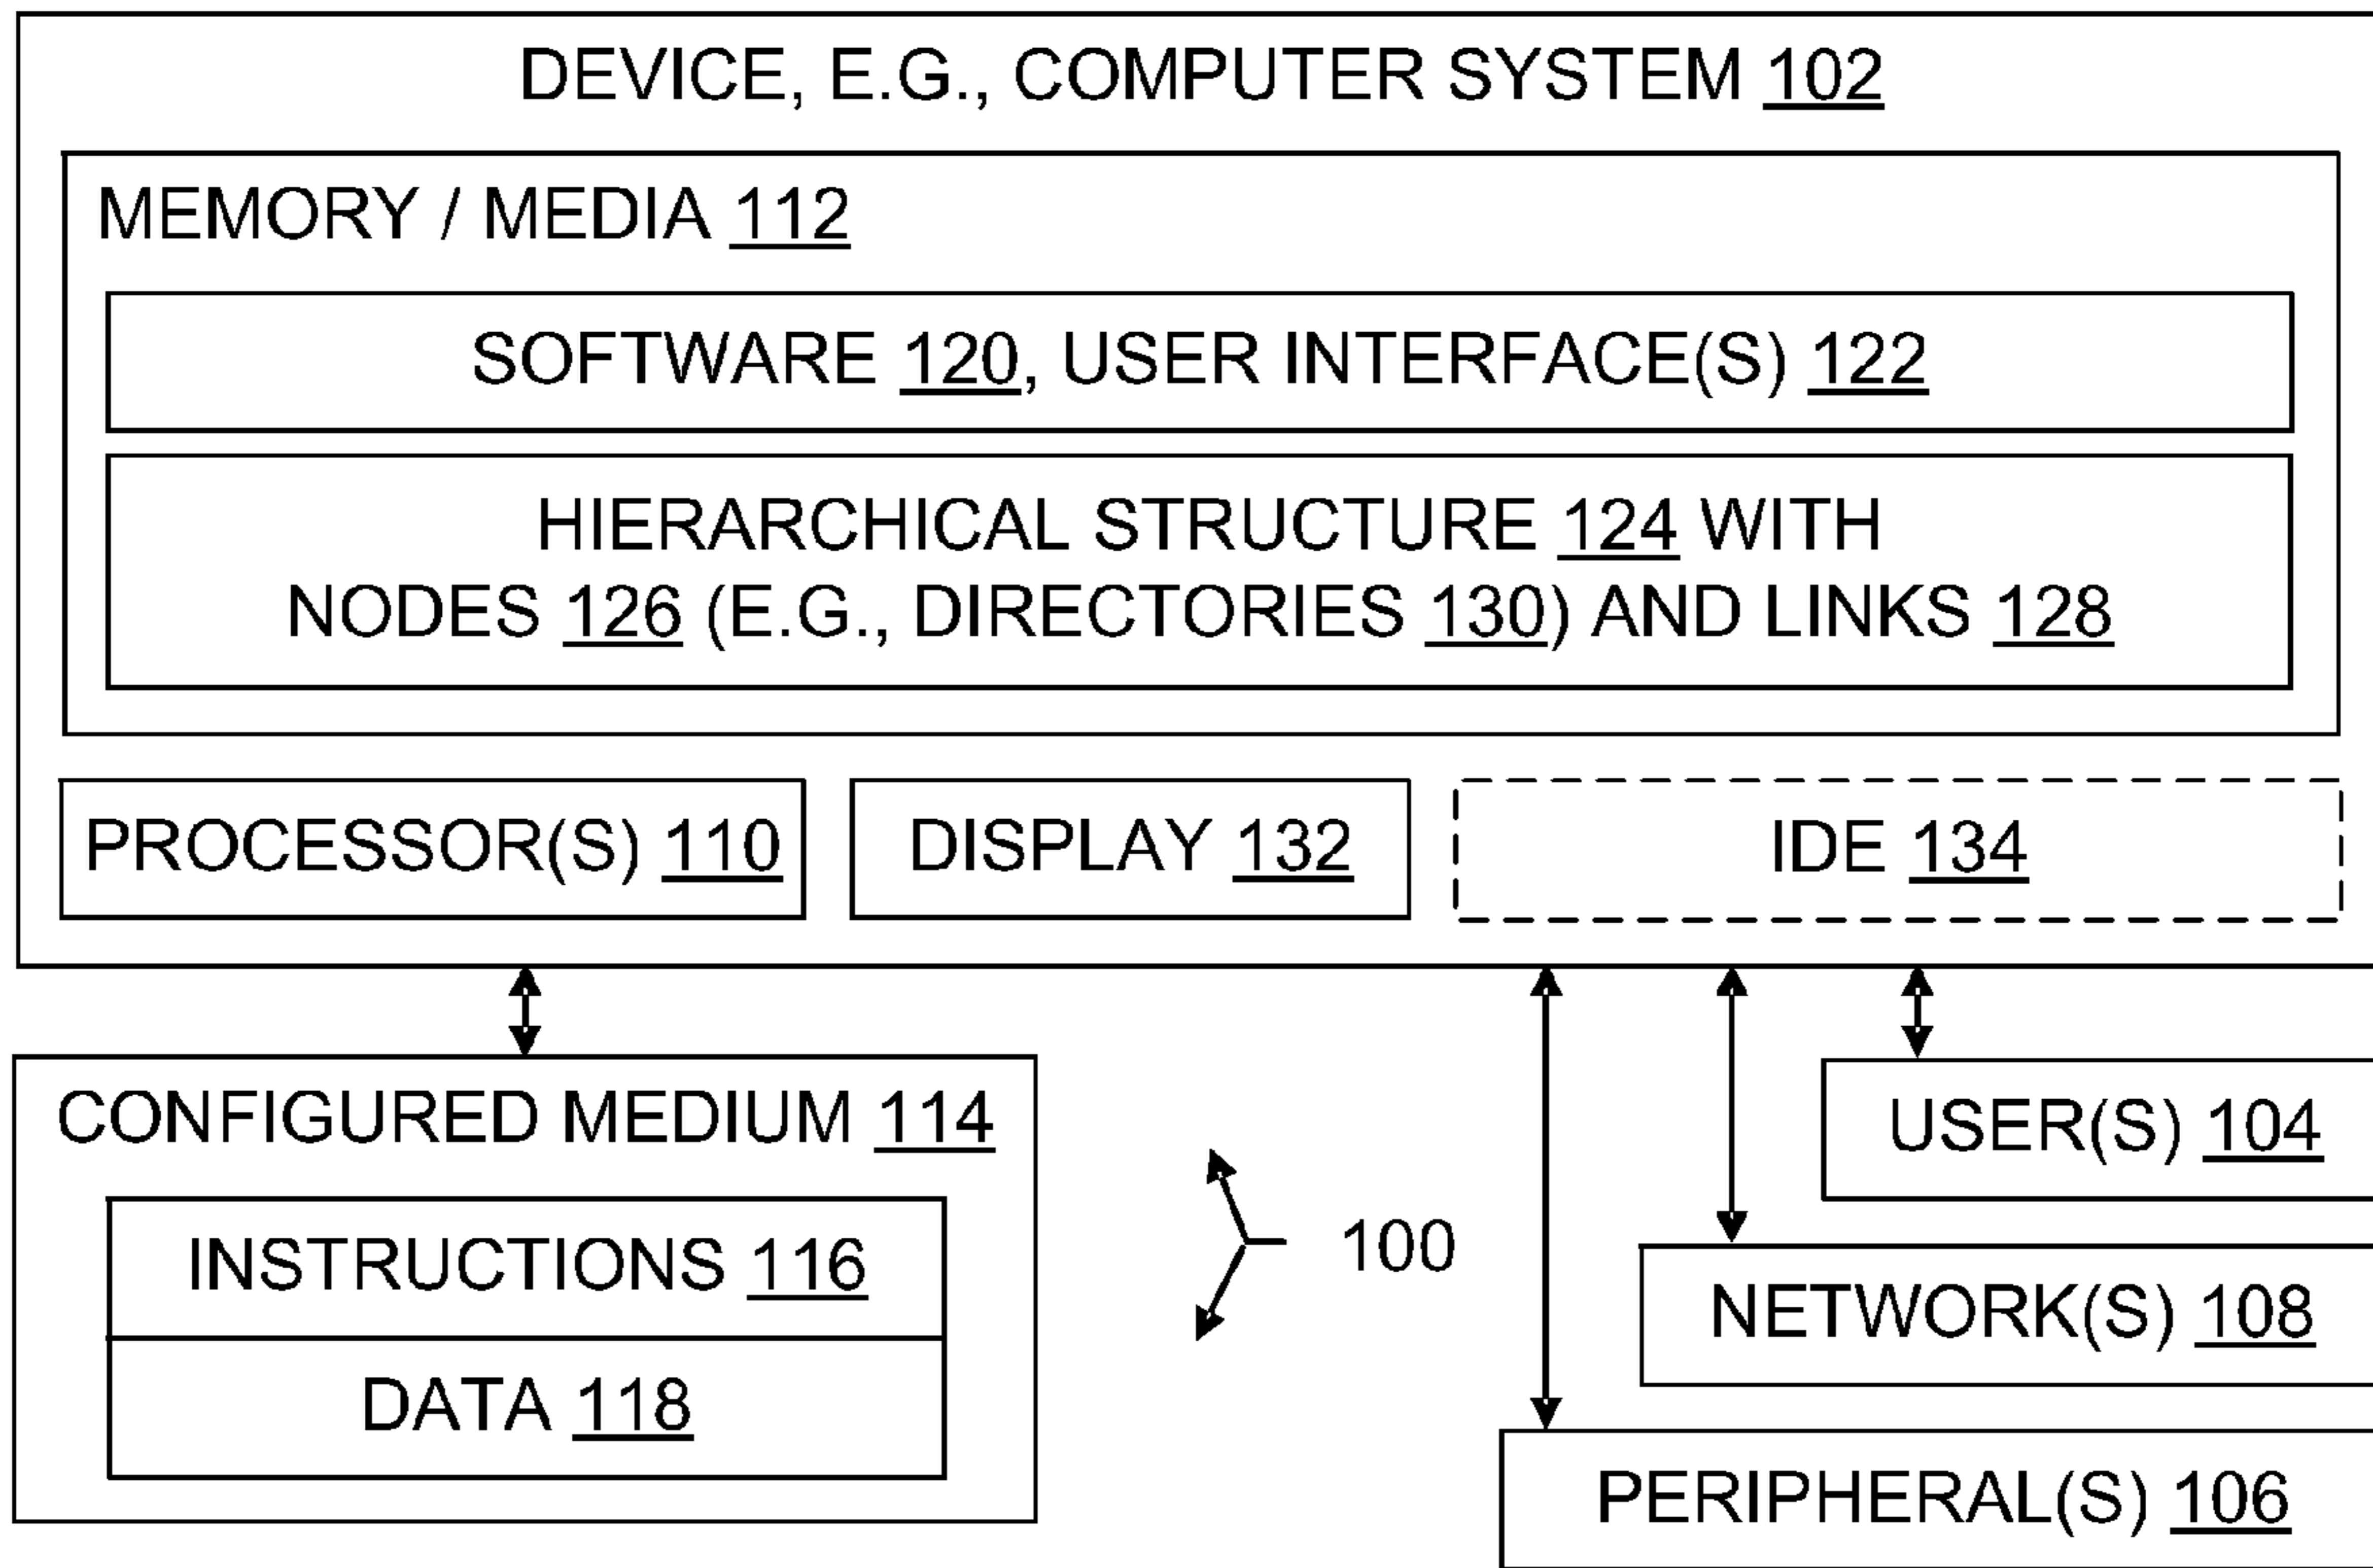 DEVICE, E.G., COMPUTER SYSTEM 102
MEMORY / MEDIA 112
SOFTWARE 120, USER INTERFACE(S) 122
HIERARCHICAL STRUCTURE 124 WITH
NODES 126 (E.G., DIRECTORIES 130) AND LINKS 128
PROCESSOR(S) 110
DISPLAY 132
IDE 134
CONFIGURED MEDIUM 114
INSTRUCTIONS 116
DATA 118
100
USER(S) 104
NETWORK(S) 108
PERIPHERAL(S) 106